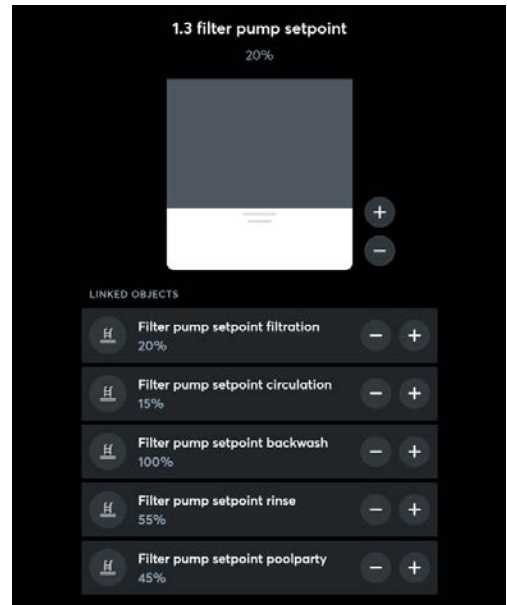 1.3 filter pump setpoint
20%
+
−
LINKED OBJECTS
Filter pump setpoint filtration
20%
− +
Filter pump setpoint circulation
15%
− +
Filter pump setpoint backwash
100%
− +
Filter pump setpoint rinse
55%
− +
Filter pump setpoint poolparty
45%
− +